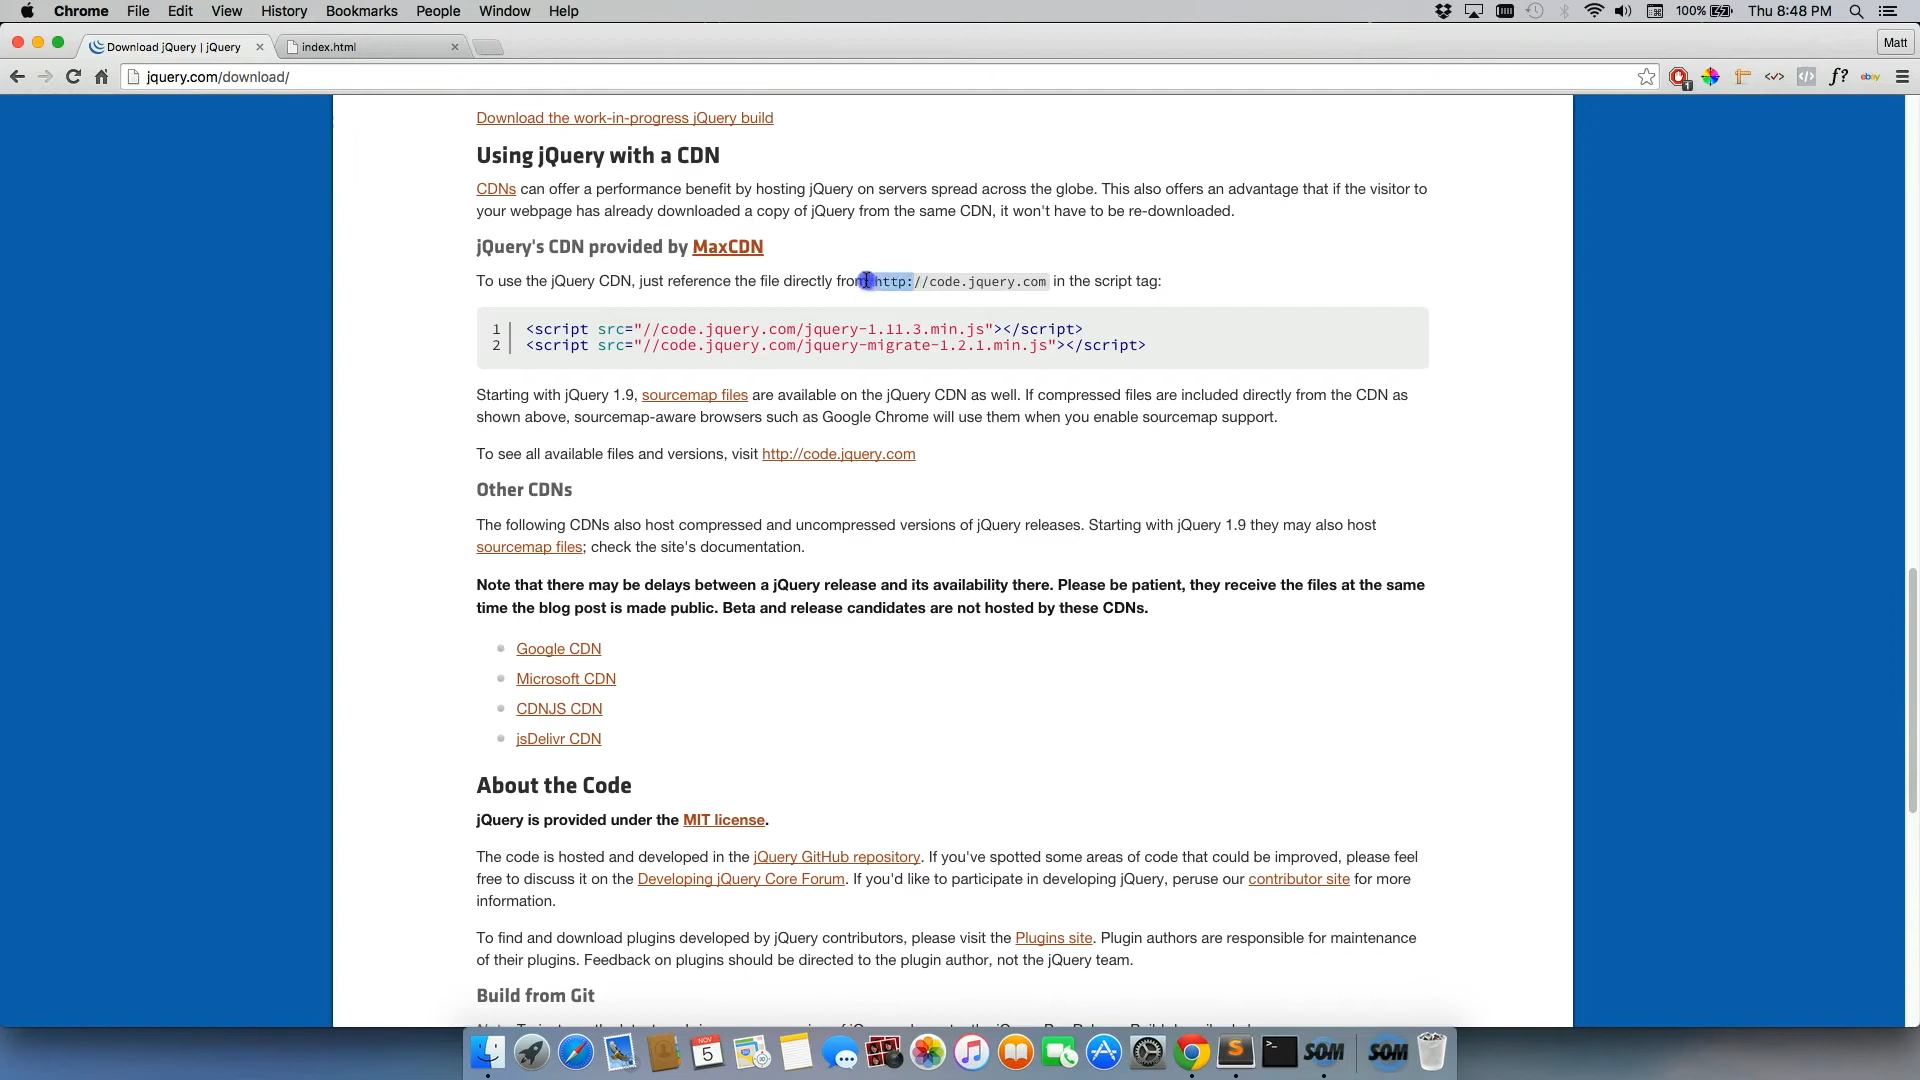 Chrome File Edit View History Bookmarks People Window Help 100% Thu 8:48 PM
Download jQuery | jQuery index.html Matt
jquery.com/download/ 1 f? ebay
Download the work-in-progress jQuery build
Using jQuery with a CDN
CDNs can offer a performance benefit by hosting jQuery on servers spread across the globe. This also offers an advantage that if the visitor to
your webpage has already downloaded a copy of jQuery from the same CDN, it won't have to be re-downloaded.
jQuery's CDN provided by MaxCDN
To use the jQuery CDN, just reference the file directly from http://code.jquery.com in the script tag:
1 <script src="//code.jquery.com/jquery-1.11.3.min.js"></script>
2 <script src="//code.jquery.com/jquery-migrate-1.2.1.min.js"></script>
Starting with jQuery 1.9, sourcemap files are available on the jQuery CDN as well. If compressed files are included directly from the CDN as
shown above, sourcemap-aware browsers such as Google Chrome will use them when you enable sourcemap support.
To see all available files and versions, visit http://code.jquery.com
Other CDNs
The following CDNs also host compressed and uncompressed versions of jQuery releases. Starting with jQuery 1.9 they may also host
sourcemap files; check the site's documentation.
Note that there may be delays between a jQuery release and its availability there. Please be patient, they receive the files at the same
time the blog post is made public. Beta and release candidates are not hosted by these CDNs.
Google CDN
Microsoft CDN
CDNJS CDN
jsDelivr CDN
About the Code
jQuery is provided under the MIT license.
The code is hosted and developed in the jQuery GitHub repository. If you've spotted some areas of code that could be improved, please feel
free to discuss it on the Developing jQuery Core Forum. If you'd like to participate in developing jQuery, peruse our contributor site for more
information.
To find and download plugins developed by jQuery contributors, please visit the Plugins site. Plugin authors are responsible for maintenance
of their plugins. Feedback on plugins should be directed to the plugin author, not the jQuery team.
Build from Git
NOV
5 SOM SOM